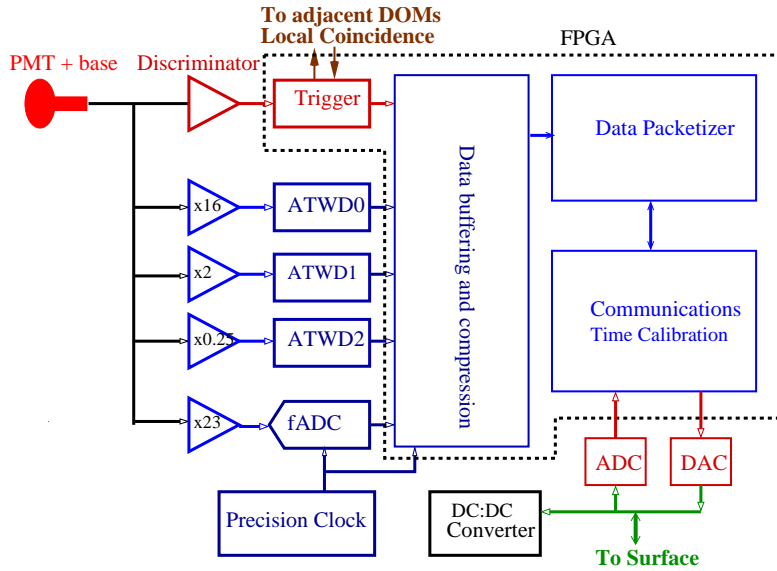 To adjacent DOMs
Local Coincidence
FPGA
PMT + base
Discriminator
Trigger
Data Packetizer
Data buffering and compression
x16
ATWD0
x2
ATWD1
x0.25
ATWD2
Communications
Time Calibration
x23
fADC
ADC
DAC
Precision Clock
DC:DC
Converter
To Surface